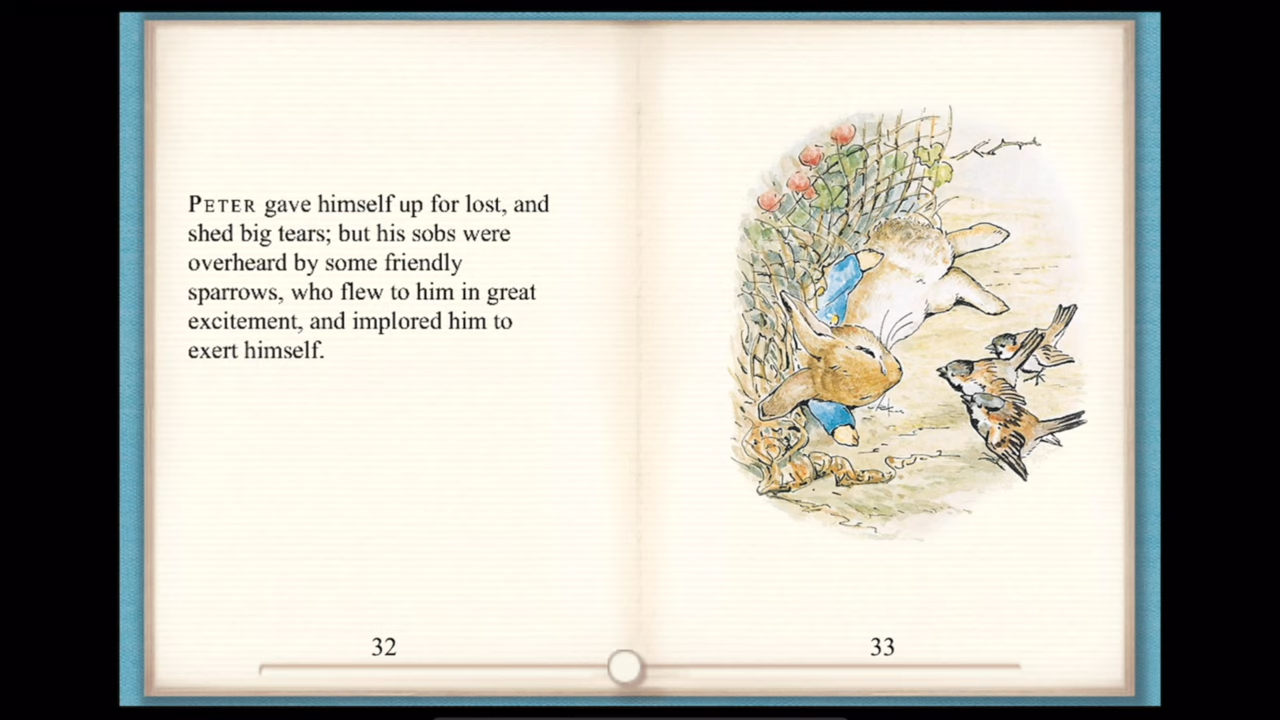 PETER gave himself up for lost, and
shed big tears; but his sobs were
overheard by some friendly
sparrows, who flew to him in great
excitement, and implored him to
exert himself.
32
33